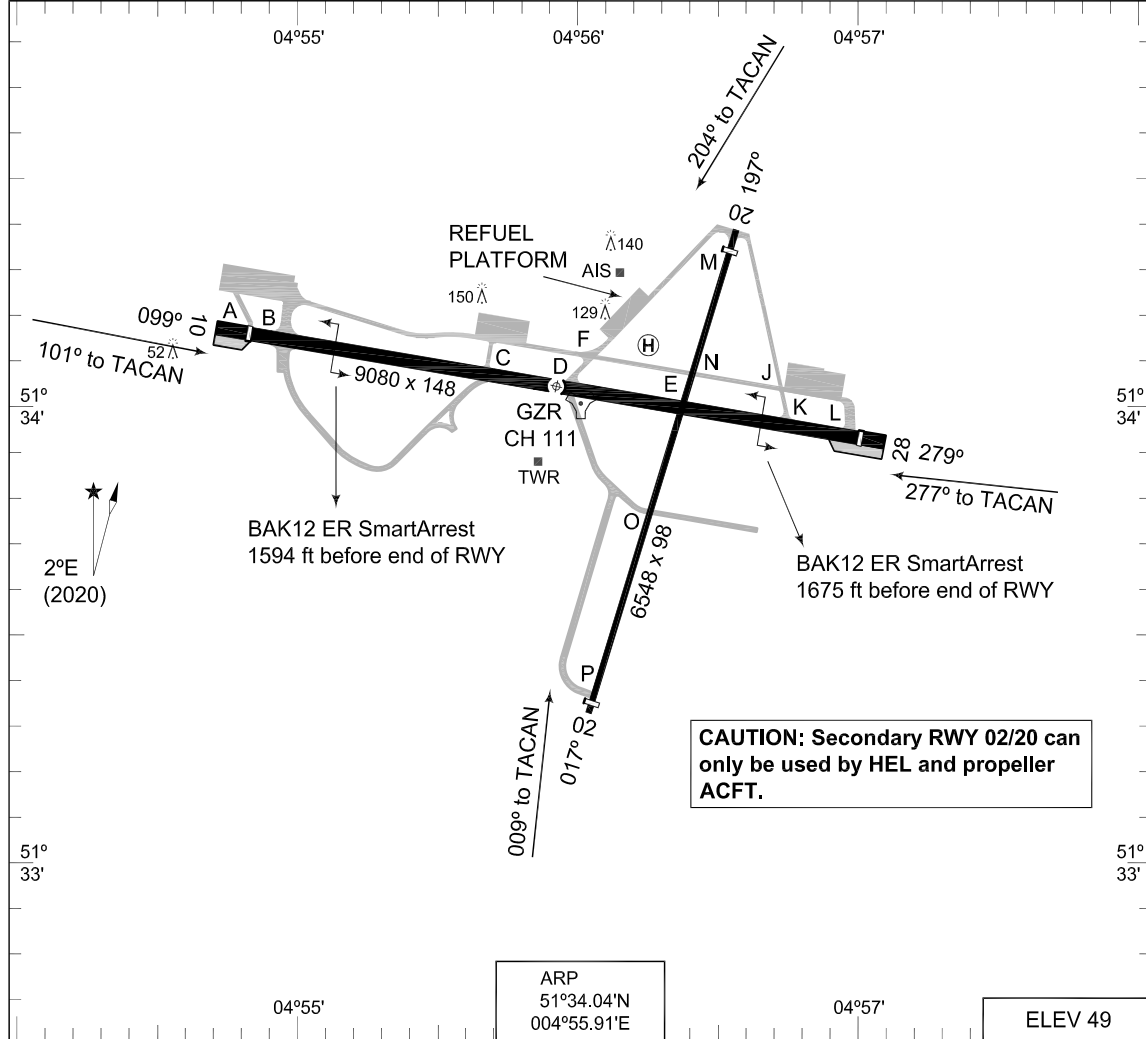 04º55'
04º56'
04º57'
204º to TACAN
197º
20
REFUEL
PLATFORM
140
AIS
M
150
129
A
B
099º
10
101º to TACAN
52
F
H
C
D
9080 x 148
N
E
J
K
L
51º
34'
51º
34'
GZR
CH 111
TWR
28
279º
277º to TACAN
BAK12 ER SmartArrest
1594 ft before end of RWY
O
6548 x 98
BAK12 ER SmartArrest
1675 ft before end of RWY
2ºE
(2020)
P
02
017º
009º to TACAN
CAUTION: Secondary RWY 02/20 can
only be used by HEL and propeller
ACFT.
51º
33'
51º
33'
ARP
51º34.04'N
004º55.91'E
04º55'
04º57'
ELEV 49